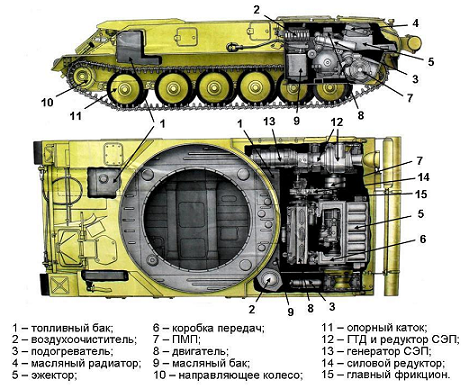 2
4
5
3
7
8
9
1
11
10
1
13
12
7
14
15
5
6
2
9
8
3
1 – топливный бак;
6 – коробка передач;
11 – опорный каток;
2 – воздухоочиститель;
7 – ПМП;
12 – ГТД и редуктор СЭП;
3 – подогреватель;
8 – двигатель;
13 – генератор СЭП;
4 – масляный радиатор;
9 – масляный бак;
14 – силовой редуктор;
5 – эжектор;
10 – направляющее колесо;
15 – главный фрикцион.